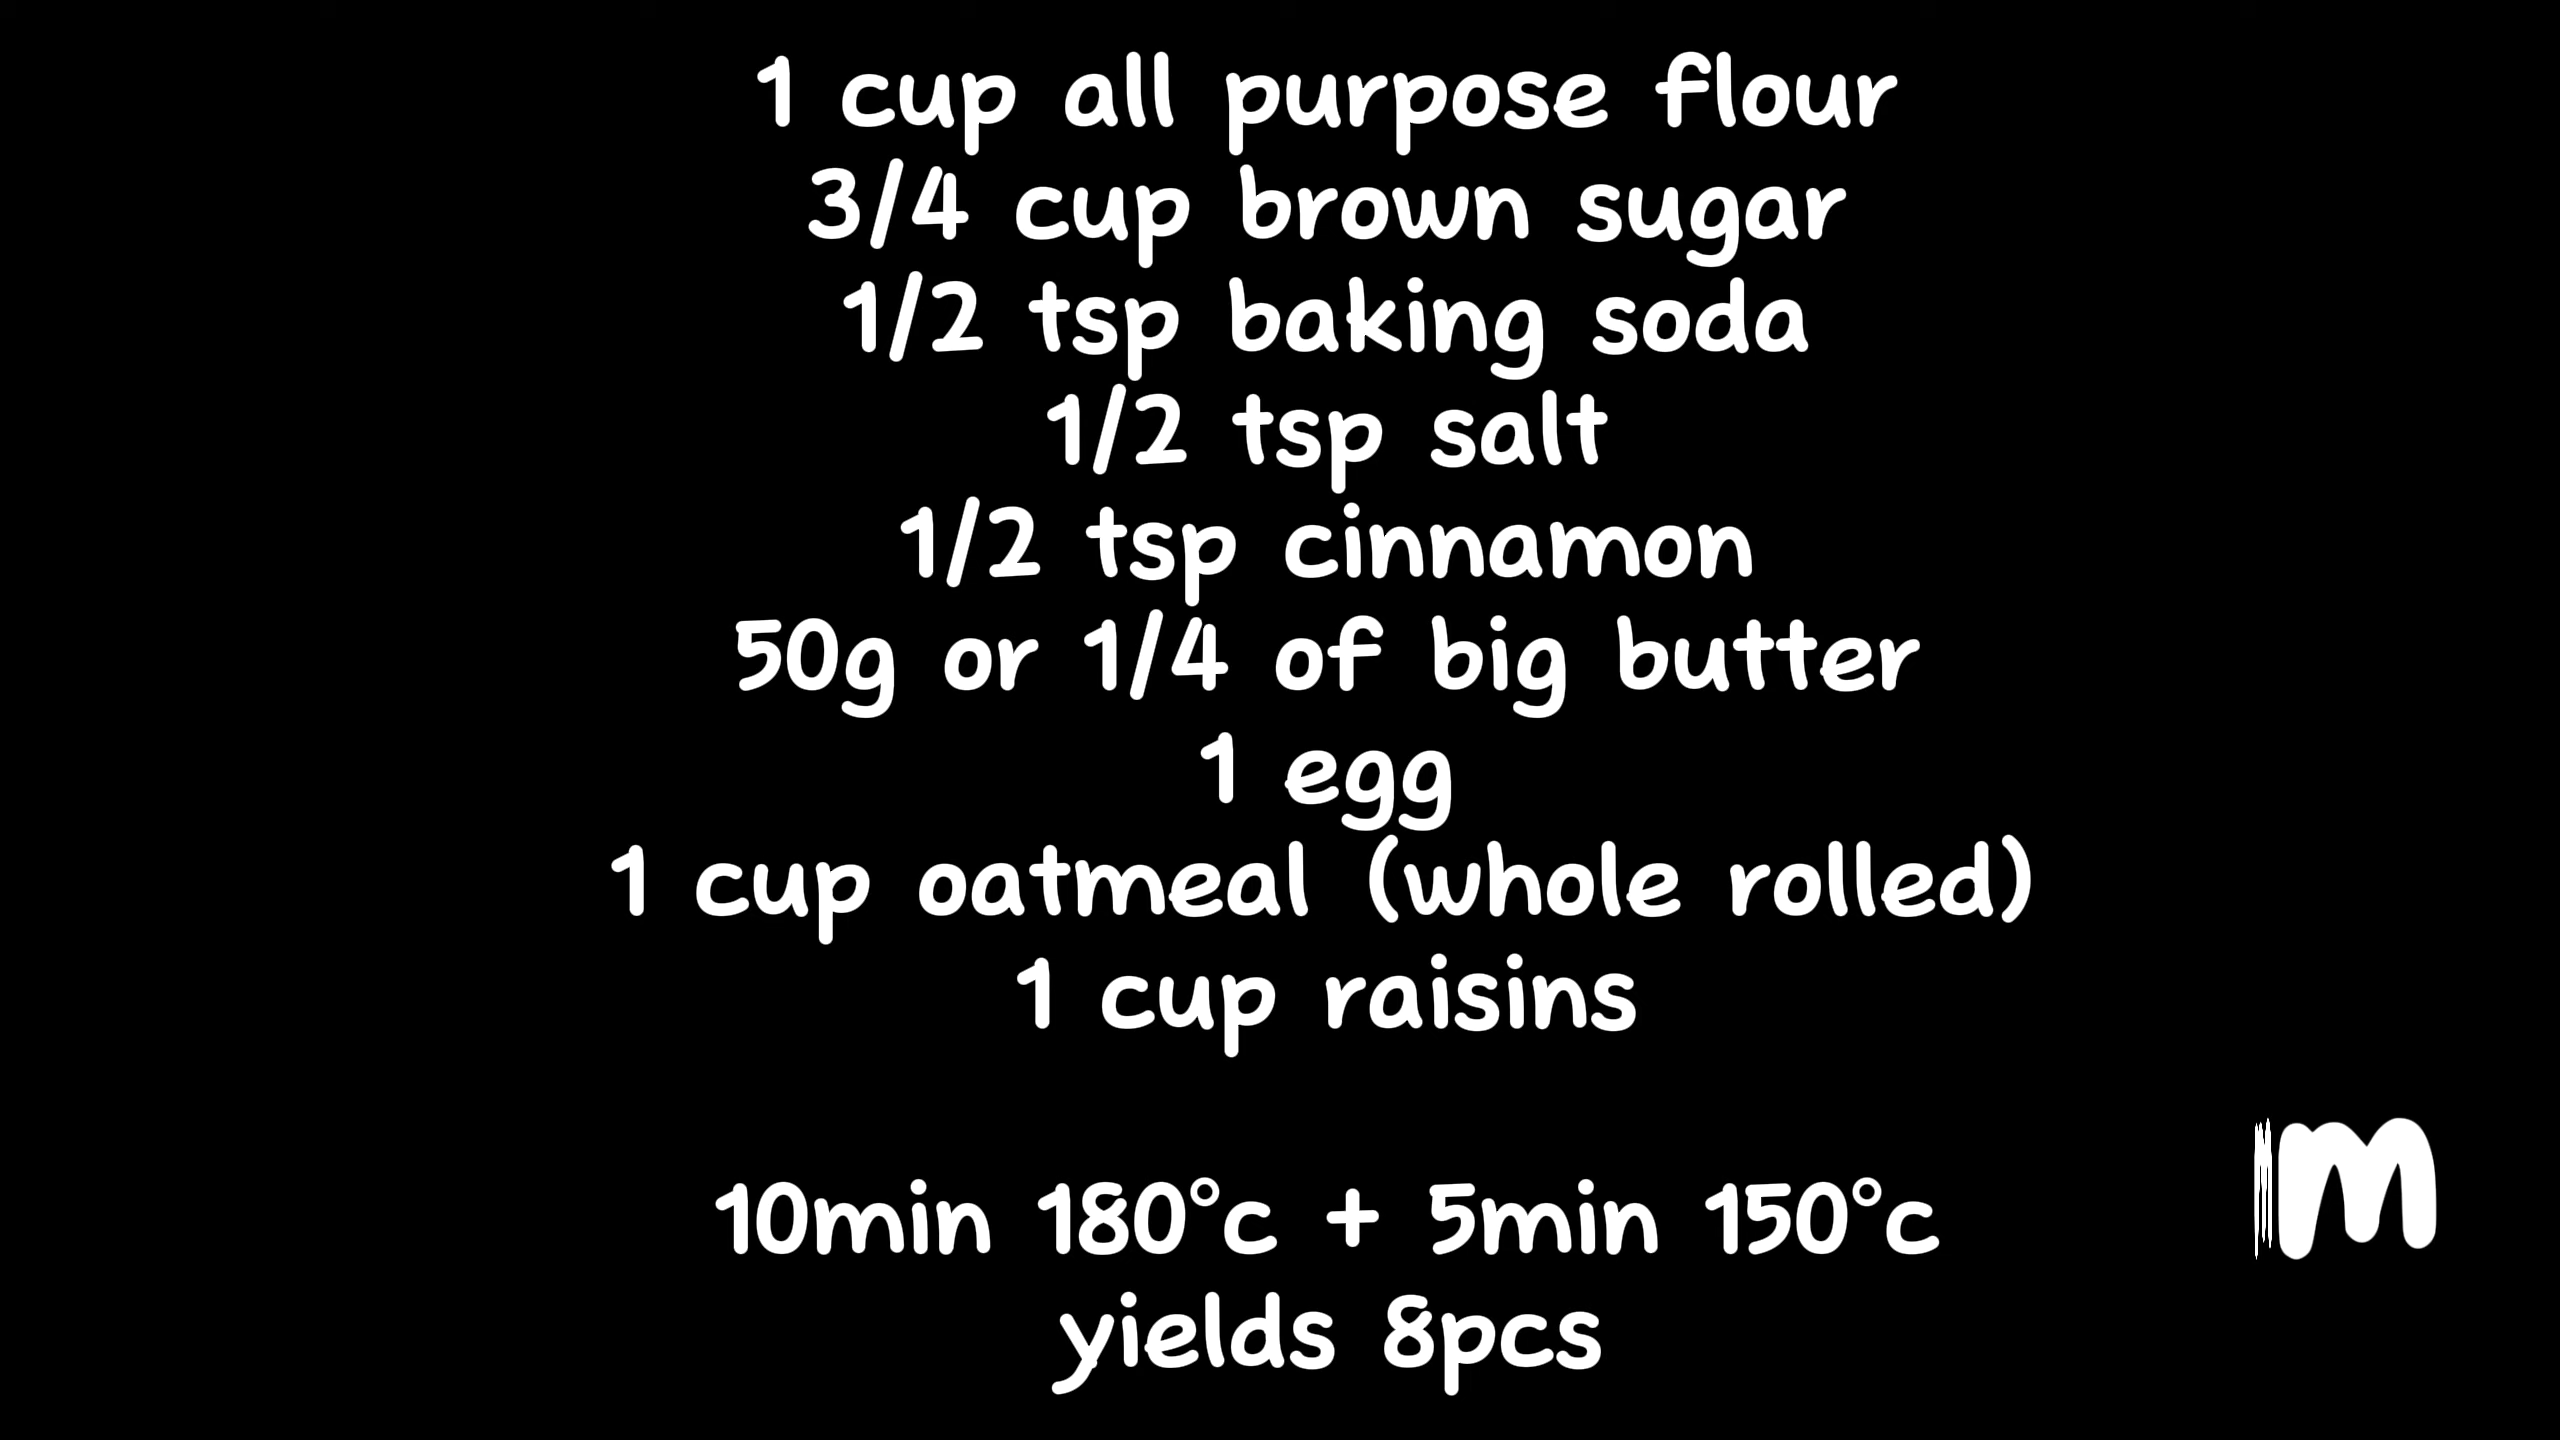 1 cup all purpose flour
3/4 cup brown sugar
1/2 tsp baking soda
1/2 tsp salt
1/2 tsp cinnamon
50g or 1/4 of big butter
1 egg
1 cup oatmeal (whole rolled)
1 cup raisins
10min 180°c + 5min 150°c
yields 8pcs
m